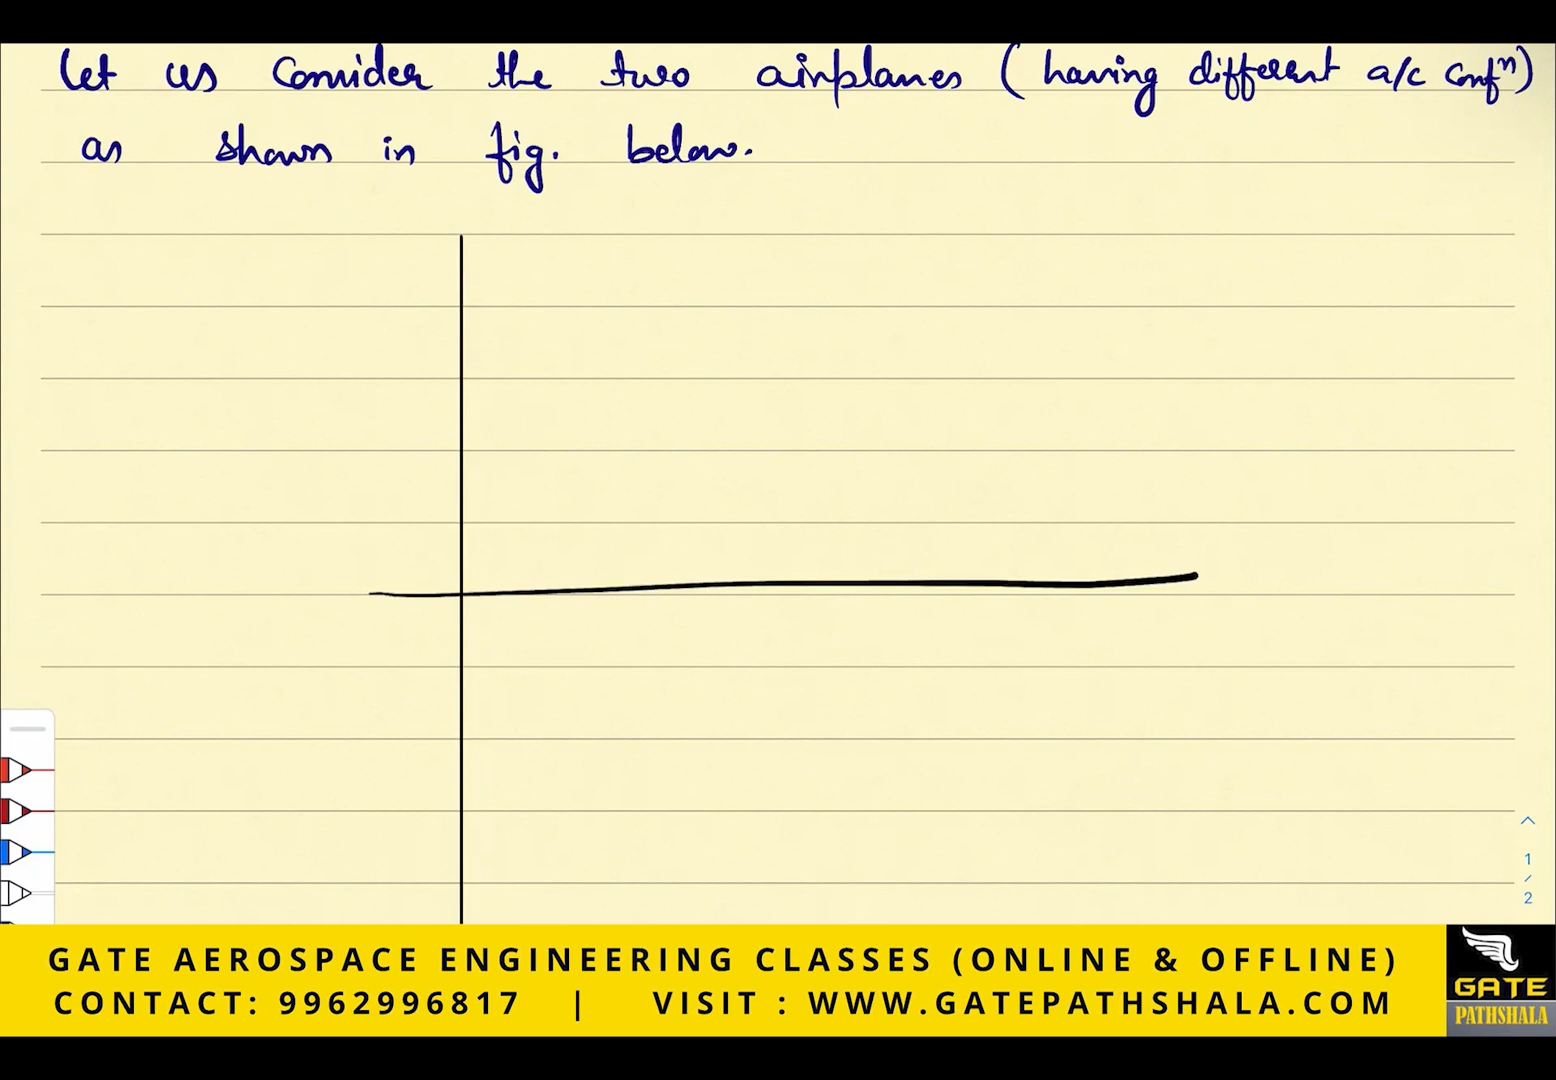 Let us Consider the two airplanes (having different a/c confⁿ)
as shown in fig. below.
1
/
2
GATE AEROSPACE ENGINEERING CLASSES (ONLINE & OFFLINE)
CONTACT: 9962996817 | VISIT : WWW.GATEPATHSHALA.COM
GATE
PATHSHALA